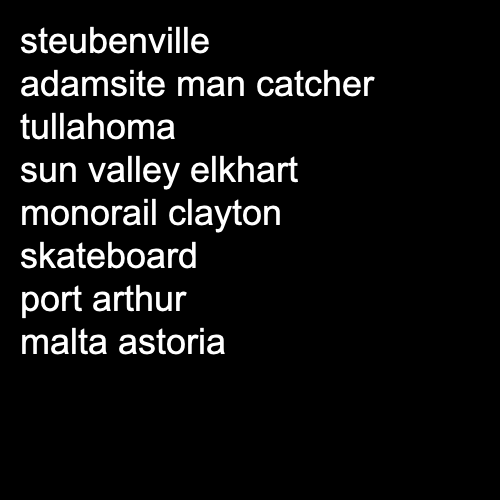 steubenville
adamsite man catcher
tullahoma
sun valley elkhart
monorail clayton
skateboard
port arthur
malta astoria